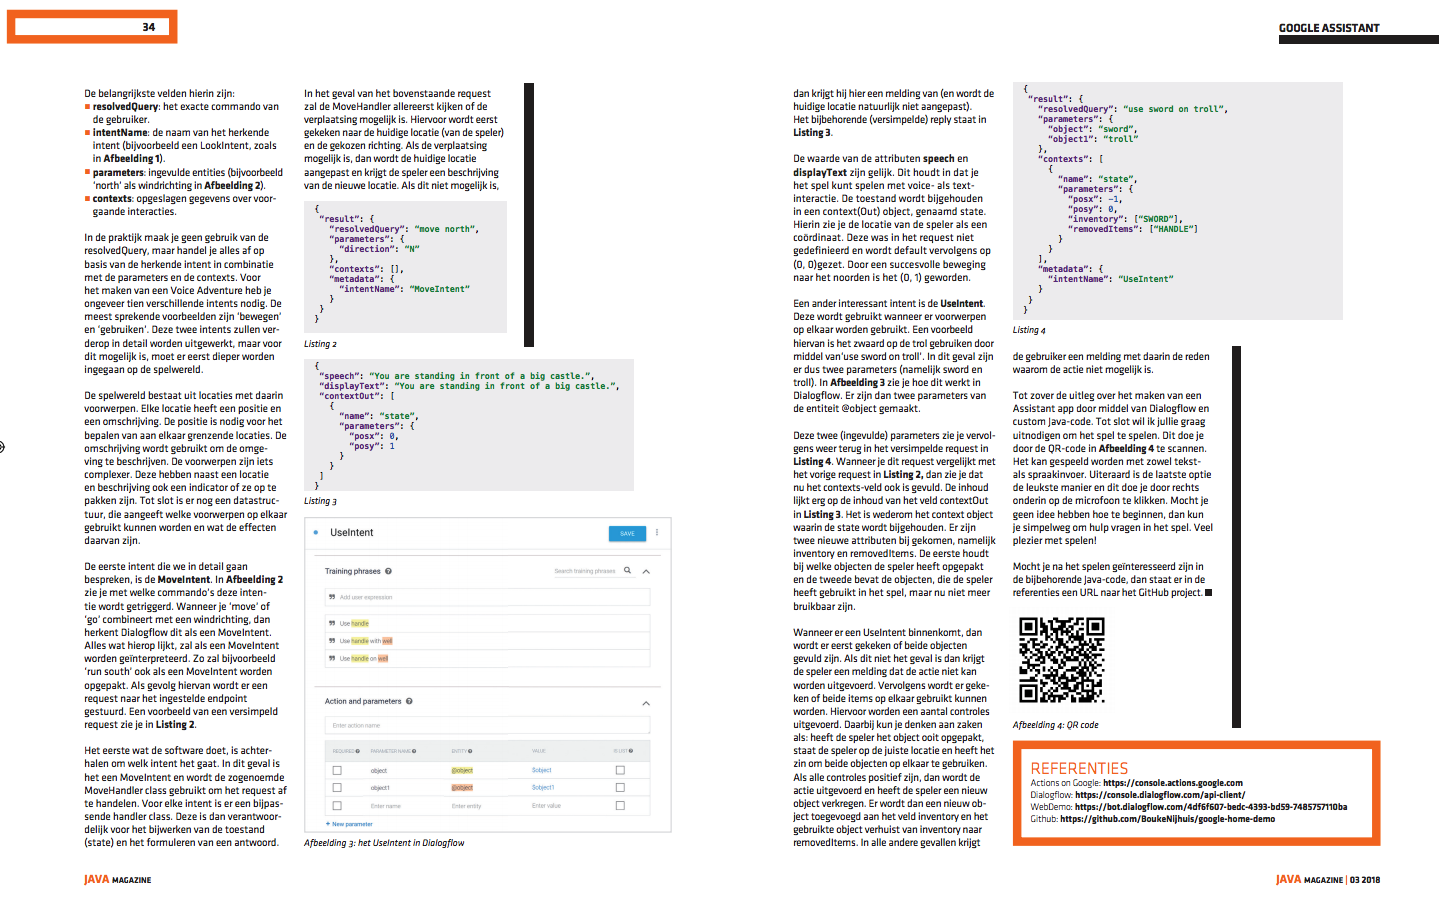 34
GOOGLE ASSISTANT
De belangrijkste velden hierin zijn:
resolvedQuery: het exacte commando van
de gebruiker.
intentName: de naam van het herkende
intent (bijvoorbeeld een LookIntent, zoals
in Afbeelding 1).
parameters: ingevulde entities (bijvoorbeeld
'north' als windrichting in Afbeelding 2).
contexts: opgeslagen gegevens over voor-
gaande interacties.
In de praktijk maak je geen gebruik van de
resolvedQuery, maar handel je alles af op
basis van de herkende intent in combinatie
met de parameters en de contexts. Voor
het maken van een Voice Adventure heb je
ongeveer tien verschillende intents nodig. De
meest sprekende voorbeelden zijn 'bewegen'
en 'gebruiken'. Deze twee intents zullen ver-
derop in detail worden uitgewerkt, maar voor
dit mogelijk is, moet er eerst dieper worden
ingegaan op de spelwereld.
De spelwereld bestaat uit locaties met daarin
voorwerpen. Elke locatie heeft een positie en
een omschrijving. De positie is nodig voor het
bepalen van aan elkaar grenzende locaties. De
omschrijving wordt gebruikt om de omge-
ving te beschrijven. De voorwerpen zijn iets
complexer. Deze hebben naast een locatie
en beschrijving ook een indicator of ze op te
pakken zijn. Tot slot is er nog een datastruc-
tuur, die aangeeft welke voorwerpen op elkaar
gebruikt kunnen worden en wat de effecten
daarvan zijn.
De eerste intent die we in detail gaan
bespreken, is de MoveIntent. In Afbeelding 2
zie je met welke commando's deze inten-
tie wordt getriggerd. Wanneer je 'move' of
'go' combineert met een windrichting, dan
herkent Dialogflow dit als een MoveIntent.
Alles wat hierop lijkt, zal als een MoveIntent
worden geïnterpreteerd. Zo zal bijvoorbeeld
'run south' ook als een MoveIntent worden
opgepakt. Als gevolg hiervan wordt er een
request naar het ingestelde endpoint
gestuurd. Een voorbeeld van een versimpeld
request zie je in Listing 2.
Het eerste wat de software doet, is achter-
halen om welk intent het gaat. In dit geval is
het een MoveIntent en wordt de zogenoemde
MoveHandler class gebruikt om het request af
te handelen. Voor elke intent is er een bijpas-
sende handler class. Deze is dan verantwoor-
delijk voor het bijwerken van de toestand
(state) en het formuleren van een antwoord.
In het geval van het bovenstaande request
zal de MoveHandler allereerst kijken of de
verplaatsing mogelijk is. Hiervoor wordt eerst
gekeken naar de huidige locatie (van de speler)
en de gekozen richting. Als de verplaatsing
mogelijk is, dan wordt de huidige locatie
aangepast en krijgt de speler een beschrijving
van de nieuwe locatie. Als dit niet mogelijk is,
{
"result": {
"resolvedQuery": "move north",
"parameters": {
"direction": "N"
},
"contexts": [],
"metadata": {
"intentName": "MoveIntent"
}
}
}
Listing 2
{
"speech": "You are standing in front of a big castle.",
"displayText": "You are standing in front of a big castle.",
"contextOut": [
{
"name": "state",
"parameters": {
"posx": 0,
"posy": 1
}
}
]
}
Listing 3
UseIntent
SAVE
Training phrases
Search training phrases
Add user expression
Use handle
Use handle with well
Use handle on well
Action and parameters
Enter action name
REQUIRED PARAMETER NAME ENTITY VALUE IS LIST
object @object $object
object1 @object $object1
Enter name Enter entity Enter value
+ New parameter
Afbeelding 3: het UseIntent in Dialogflow
dan krijgt hij hier een melding van (en wordt de
huidige locatie natuurlijk niet aangepast).
Het bijbehorende (versimpelde) reply staat in
Listing 3.
De waarde van de attributen speech en
displayText zijn gelijk. Dit houdt in dat je
het spel kunt spelen met voice- als text-
interactie. De toestand wordt bijgehouden
in een context(Out) object, genaamd state.
Hierin zie je de locatie van de speler als een
coördinaat. Deze was in het request niet
gedefinieerd en wordt default vervolgens op
(0, 0)gezet. Door een succesvolle beweging
naar het noorden is het (0, 1) geworden.
Een ander interessant intent is de UseIntent.
Deze wordt gebruikt wanneer er voorwerpen
op elkaar worden gebruikt. Een voorbeeld
hiervan is het zwaard op de trol gebruiken door
middel van'use sword on troll'. In dit geval zijn
er dus twee parameters (namelijk sword en
troll). In Afbeelding 3 zie je hoe dit werkt in
Dialogflow. Er zijn dan twee parameters van
de entiteit @object gemaakt.
Deze twee (ingevulde) parameters zie je vervol-
gens weer terug in het versimpelde request in
Listing 4. Wanneer je dit request vergelijkt met
het vorige request in Listing 2, dan zie je dat
nu het contexts-veld ook is gevuld. De inhoud
lijkt erg op de inhoud van het veld contextOut
in Listing 3. Het is wederom het context object
waarin de state wordt bijgehouden. Er zijn
twee nieuwe attributen bij gekomen, namelijk
inventory en removedItems. De eerste houdt
bij welke objecten de speler heeft opgepakt
en de tweede bevat de objecten, die de speler
heeft gebruikt in het spel, maar nu niet meer
bruikbaar zijn.
Wanneer er een UseIntent binnenkomt, dan
wordt er eerst gekeken of beide objecten
gevuld zijn. Als dit niet het geval is dan krijgt
de speler een melding dat de actie niet kan
worden uitgevoerd. Vervolgens wordt er geke-
ken of beide items op elkaar gebruikt kunnen
worden. Hiervoor worden een aantal controles
uitgevoerd. Daarbij kun je denken aan zaken
als: heeft de speler het object ooit opgepakt,
staat de speler op de juiste locatie en heeft het
zin om beide objecten op elkaar te gebruiken.
Als alle controles positief zijn, dan wordt de
actie uitgevoerd en heeft de speler een nieuw
object verkregen. Er wordt dan een nieuw ob-
ject toegevoegd aan het veld inventory en het
gebruikte object verhuist van inventory naar
removedItems. In alle andere gevallen krijgt
{
"result": {
"resolvedQuery": "use sword on troll",
"parameters": {
"object": "sword",
"object1": "troll"
},
"contexts": [
{
"name": "state",
"parameters": {
"posx": -1,
"posy": 0,
"inventory": ["SWORD"],
"removedItems": ["HANDLE"]
}
}
],
"metadata": {
"intentName": "UseIntent"
}
}
}
Listing 4
de gebruiker een melding met daarin de reden
waarom de actie niet mogelijk is.
Tot zover de uitleg over het maken van een
Assistant app door middel van Dialogflow en
custom Java-code. Tot slot wil ik jullie graag
uitnodigen om het spel te spelen. Dit doe je
door de QR-code in Afbeelding 4 te scannen.
Het kan gespeeld worden met zowel tekst-
als spraakinvoer. Uiteraard is de laatste optie
de leukste manier en dit doe je door rechts
onderin op de microfoon te klikken. Mocht je
geen idee hebben hoe te beginnen, dan kun
je simpelweg om hulp vragen in het spel. Veel
plezier met spelen!
Mocht je na het spelen geïnteresseerd zijn in
de bijbehorende Java-code, dan staat er in de
referenties een URL naar het GitHub project.
Afbeelding 4: QR code
REFERENTIES
Actions on Google: https://console.actions.google.com
Dialogflow: https://console.dialogflow.com/api-client/
WebDemo: https://bot.dialogflow.com/4df6f607-bedc-4393-bd59-7485757110ba
Github: https://github.com/BoukeNijhuis/google-home-demo
JAVA MAGAZINE
JAVA MAGAZINE | 03 2018